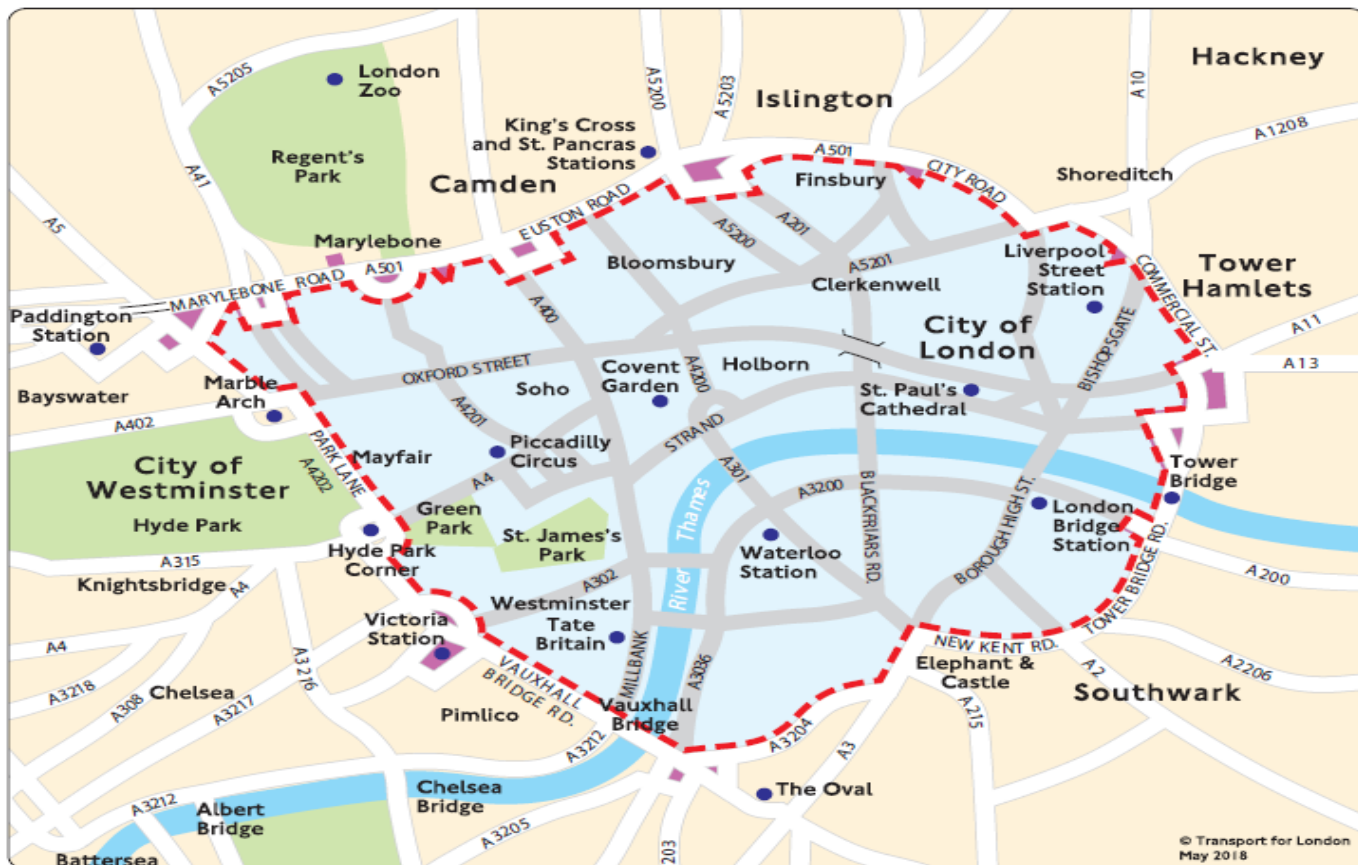 Hackney
A5205
London
Zoo
A5200
A5203
Islington
A10
A1208
King's Cross
and St. Pancras
Stations
A501
Regent's
Park
A41
Camden
Finsbury
CITY ROAD
Shoreditch
EUSTON ROAD
A5
A5200
A201
Marylebone
Liverpool
Street
Station
MARYLEBONE ROAD
A501
Bloomsbury
A5201
Clerkenwell
COMMERCIAL ST.
Tower
Hamlets
Paddington
Station
A400
City of
London
BISHOPSGATE
A11
A13
OXFORD STREET
Covent
Garden
A4200
Holborn
Soho
Marble
Arch
Bayswater
St. Paul's
Cathedral
A402
A4201
STRAND
PARK LANE
A4202
Mayfair
Piccadilly
Circus
City of
Westminster
Hyde Park
A4
A301
Tower
Bridge
A3200
BLACKFRIARS RD.
BOROUGH HIGH ST.
Green
Park
River Thames
London
Bridge
Station
St. James's
Park
Hyde Park
Corner
Waterloo
Station
A315
Knightsbridge
A4
A302
A200
TOWER BRIDGE RD.
Westminster
Tate
Britain
Victoria
Station
A4
NEW KENT RD.
MILLBANK
A3036
A3216
VAUXHALL
BRIDGE RD.
Elephant &
Castle
A2
A2206
A3218
A308
Chelsea
A3217
Southwark
Pimlico
Vauxhall
Bridge
A215
A3212
A3204
A3
Chelsea
Bridge
The Oval
A3212
Albert
Bridge
A3205
203
Battersea
© Transport for London
May 2018